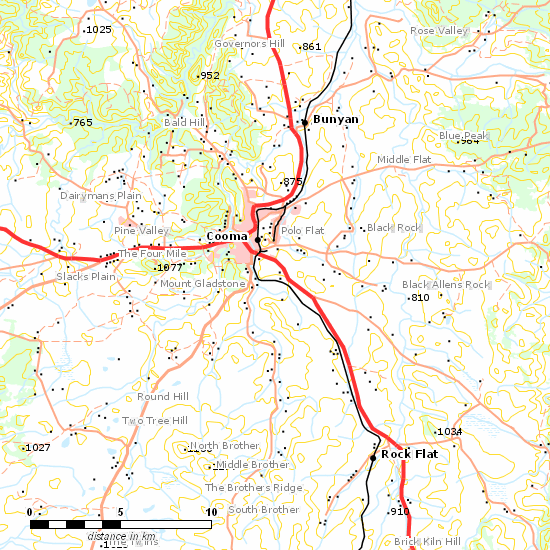 1025
Rose Valley
Governors Hill
861
952
Bunyan
765
Bald Hill
Blue Peak
964
Middle Flat
875
Dairymans Plain
Pine Valley
Cooma
Polo Flat
Black Rock
The Four Mile
1077
Slacks Plain
Mount Gladstone
Black Allens Rock
810
Round Hill
Two Tree Hill
1034
1027
North Brother
Rock Flat
Middle Brother
The Brothers Ridge
South Brother
910
0 5 10
distance in km
The Twins
Brick Kiln Hill